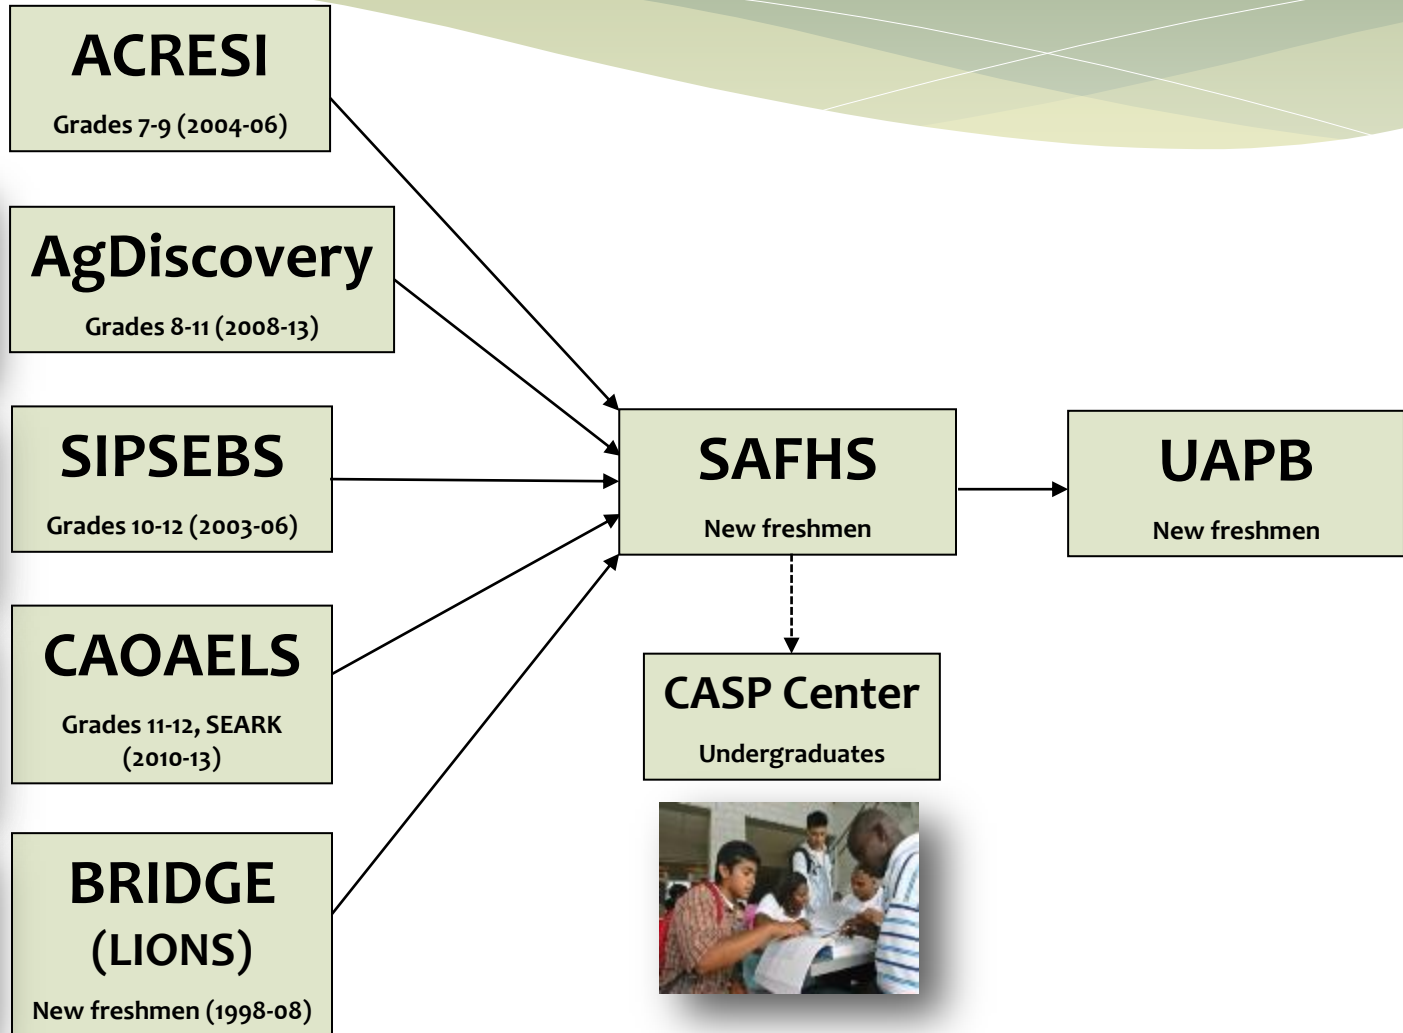 ACRESI
Grades 7-9 (2004-06)
AgDiscovery
Grades 8-11 (2008-13)
SIPSEBS
Grades 10-12 (2003-06)
CAOAELS
Grades 11-12, SEARK
(2010-13)
BRIDGE
(LIONS)
New freshmen (1998-08)
SAFHS
New freshmen
CASP Center
Undergraduates
UAPB
New freshmen